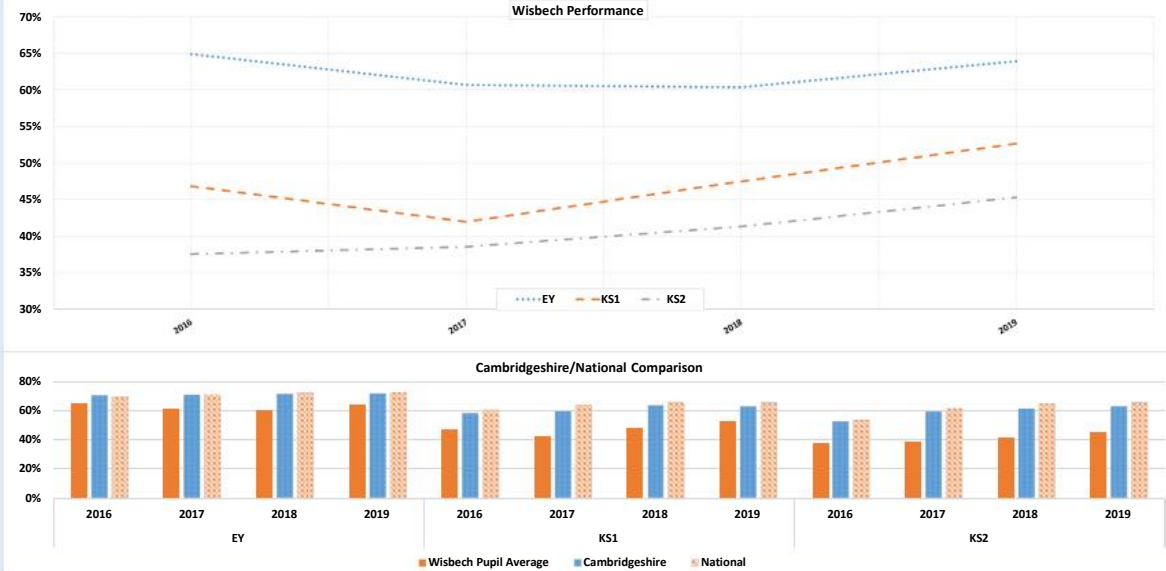 Wisbech Performance
70%
65%
60%
55%
50%
45%
40%
35%
30%
EY KS1 KS2
2016 2017 2018 2019
Cambridgeshire/National Comparison
80%
60%
40%
20%
0%
2016 2017 2018 2019 2016 2017 2018 2019 2016 2017 2018 2019
EY KS1 KS2
Wisbech Pupil Average Cambridgeshire National